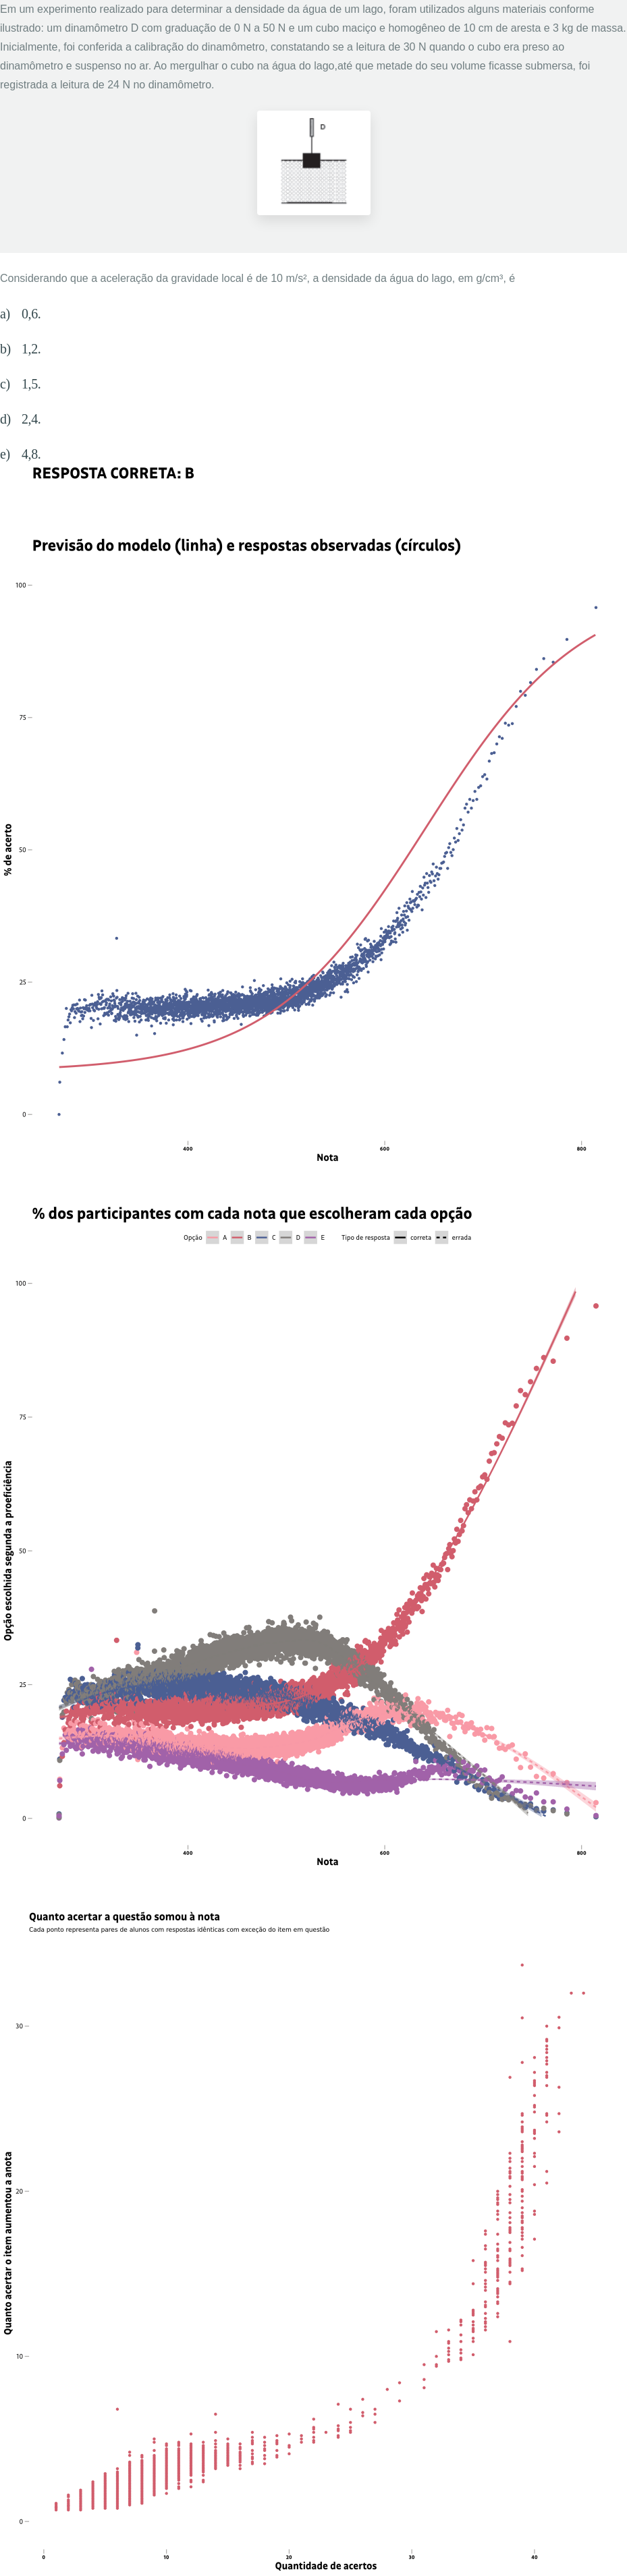 Em um experimento realizado para determinar a densidade da água de um lago, foram utilizados alguns materiais conforme
ilustrado: um dinamômetro D com graduação de 0 N a 50 N e um cubo maciço e homogêneo de 10 cm de aresta e 3 kg de massa.
Inicialmente, foi conferida a calibração do dinamômetro, constatando se a leitura de 30 N quando o cubo era preso ao
dinamômetro e suspenso no ar. Ao mergulhar o cubo na água do lago,até que metade do seu volume ficasse submersa, foi
registrada a leitura de 24 N no dinamômetro.
D
Considerando que a aceleração da gravidade local é de 10 m/s², a densidade da água do lago, em g/cm³, é
a) 0,6.
b) 1,2.
c) 1,5.
d) 2,4.
e) 4,8.
RESPOSTA CORRETA: B
Previsão do modelo (linha) e respostas observadas (círculos)
100
75
50
25
0
% de acerto
400 600 800
Nota
% dos participantes com cada nota que escolheram cada opção
Opção A B C D E Tipo de resposta correta errada
100
75
50
25
0
Opção escolhida segunda a proeficiência
400 600 800
Nota
Quanto acertar a questão somou à nota
Cada ponto representa pares de alunos com respostas idênticas com exceção do item em questão
30
20
10
0
Quanto acertar o item aumentou a anota
0 10 20 30 40
Quantidade de acertos